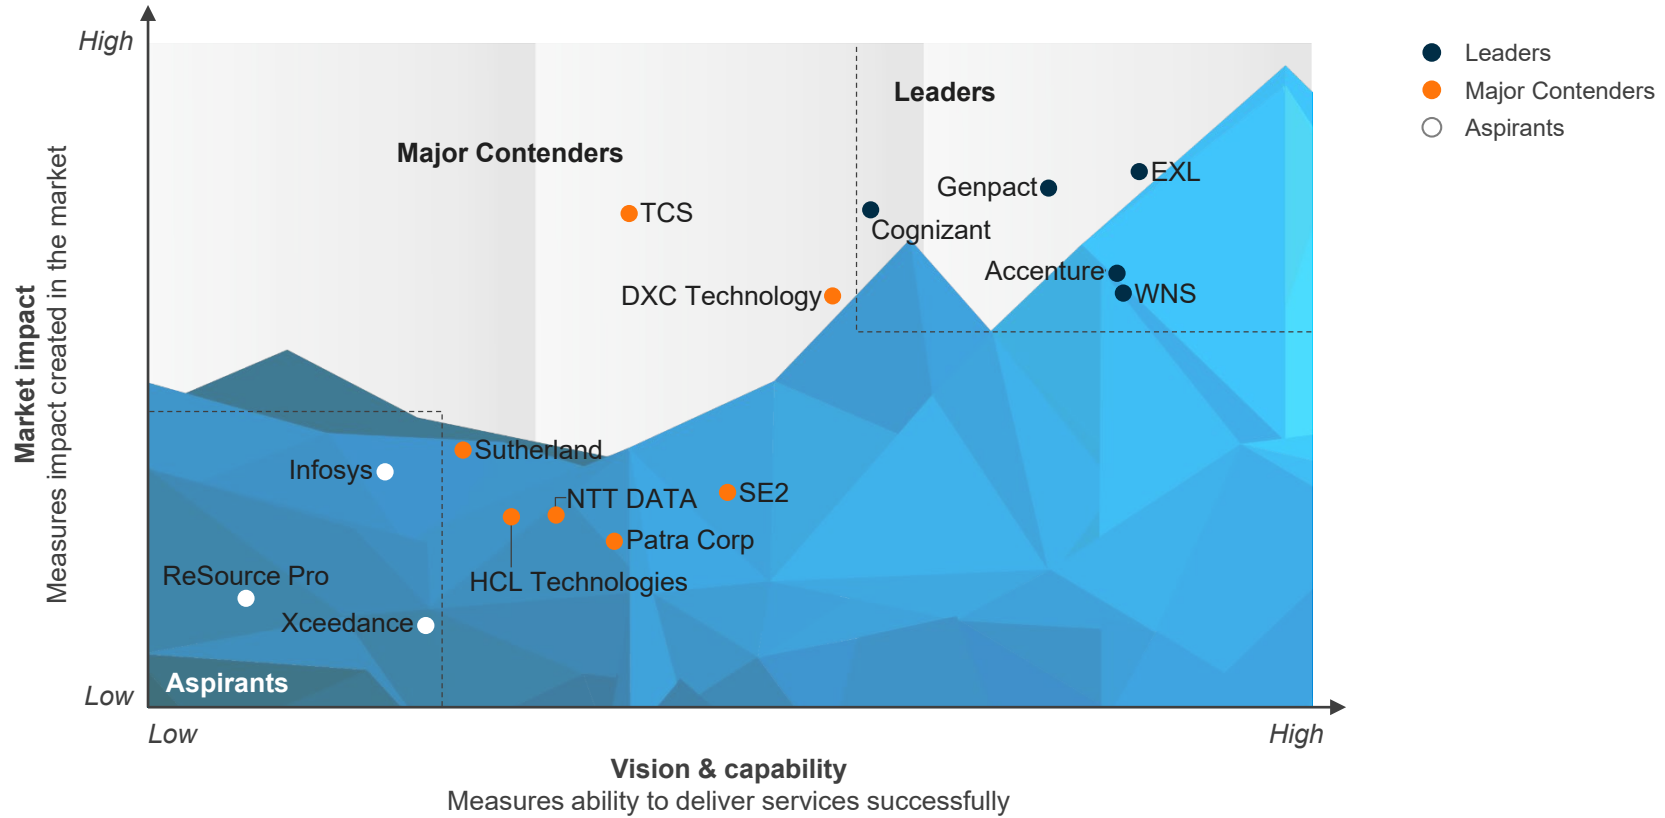 High
Leaders
Major Contenders
Aspirants
Leaders
Major Contenders
EXL
Genpact
Cognizant
TCS
Accenture
WNS
DXC Technology
Market impact
Measures impact created in the market
Sutherland
Infosys
NTT DATA
SE2
Patra Corp
HCL Technologies
ReSource Pro
Xceedance
Aspirants
Low
Low
High
Vision & capability
Measures ability to deliver services successfully